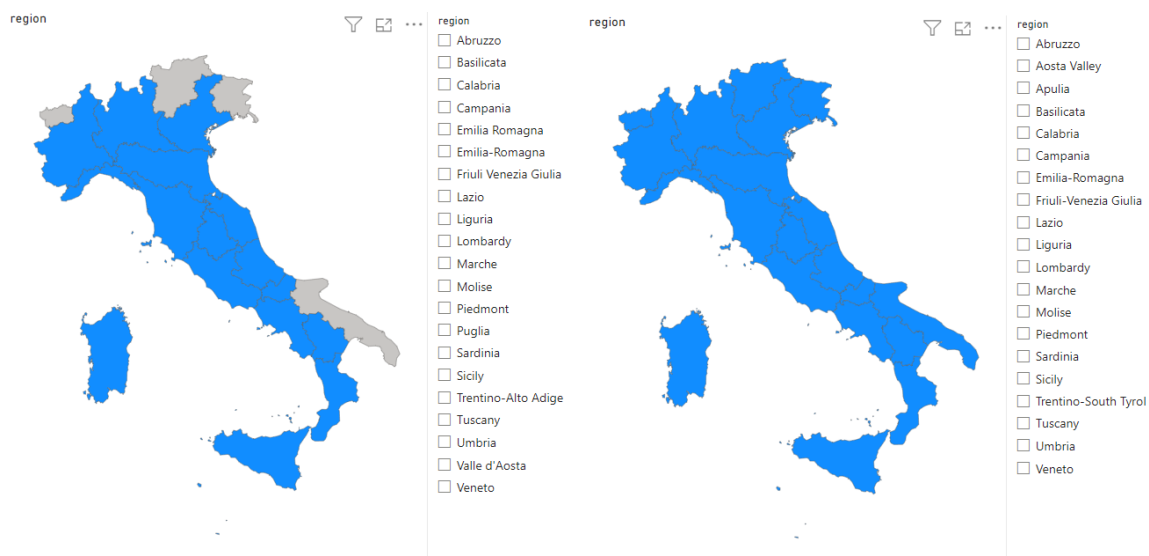 region
region
Abruzzo
Basilicata
Calabria
Campania
Emilia Romagna
Emilia-Romagna
Friuli Venezia Giulia
Lazio
Liguria
Lombardy
Marche
Molise
Piedmont
Puglia
Sardinia
Sicily
Trentino-Alto Adige
Tuscany
Umbria
Valle d'Aosta
Veneto
region
region
Abruzzo
Aosta Valley
Apulia
Basilicata
Calabria
Campania
Emilia-Romagna
Friuli-Venezia Giulia
Lazio
Liguria
Lombardy
Marche
Molise
Piedmont
Sardinia
Sicily
Trentino-South Tyrol
Tuscany
Umbria
Veneto